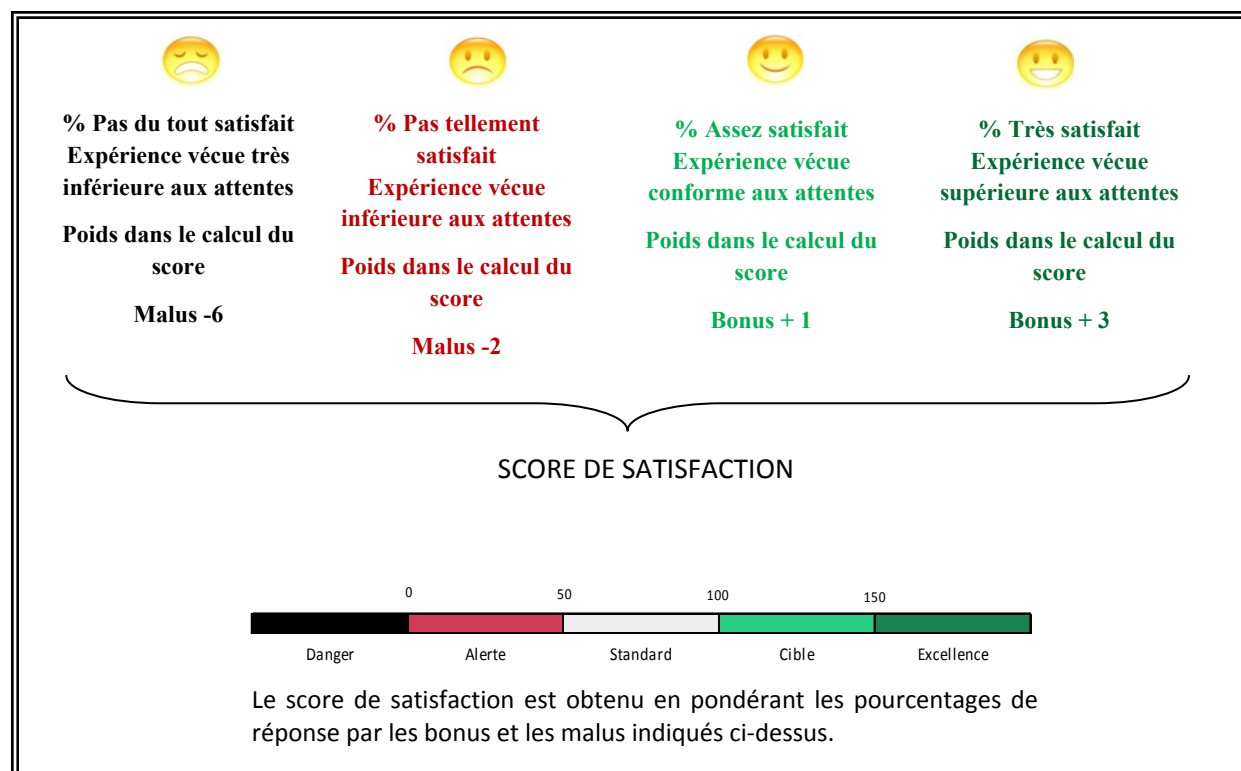 % Pas du tout satisfait
Expérience vécue très
inférieure aux attentes
Poids dans le calcul du
score
Malus -6
% Pas tellement
satisfait
Expérience vécue
inférieure aux attentes
Poids dans le calcul du
score
Malus -2
% Assez satisfait
Expérience vécue
conforme aux attentes
Poids dans le calcul du
score
Bonus + 1
% Très satisfait
Expérience vécue
supérieure aux attentes
Poids dans le calcul du
score
Bonus + 3
SCORE DE SATISFACTION
0 50 100 150
Danger Alerte Standard Cible Excellence
Le score de satisfaction est obtenu en pondérant les pourcentages de
réponse par les bonus et les malus indiqués ci-dessus.